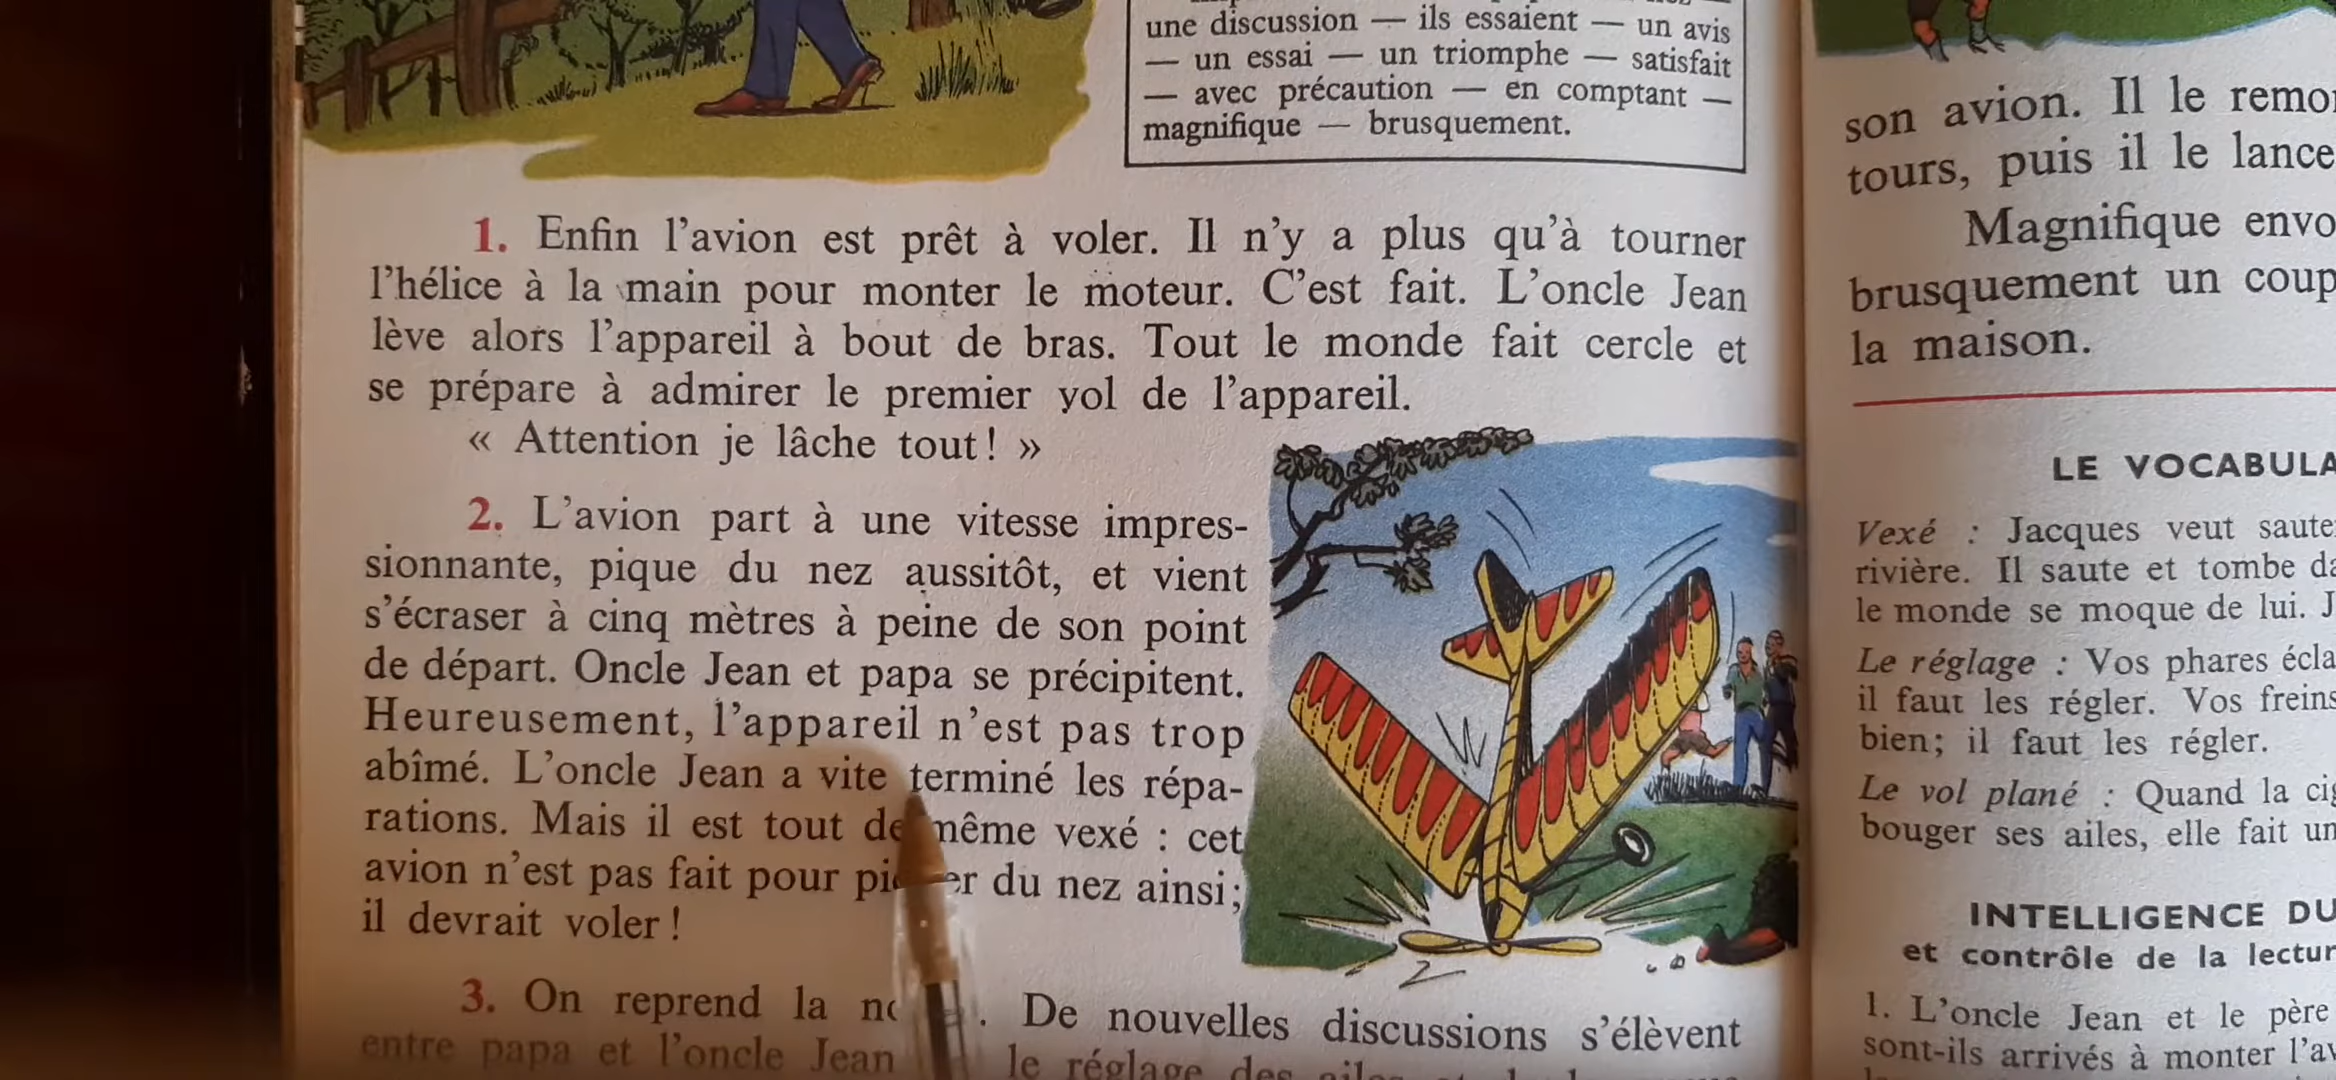 une discussion — ils essaient — un avis
— un essai — un triomphe — satisfait
— avec précaution — en comptant —
magnifique — brusquement.
1. Enfin l'avion est prêt à voler. Il n'y a plus qu'à tourner
l'hélice à la main pour monter le moteur. C'est fait. L'oncle Jean
lève alors l'appareil à bout de bras. Tout le monde fait cercle et
se prépare à admirer le premier vol de l'appareil.
« Attention je lâche tout ! »
2. L'avion part à une vitesse impres-
sionnante, pique du nez aussitôt, et vient
s'écraser à cinq mètres à peine de son point
de départ. Oncle Jean et papa se précipitent.
Heureusement, l'appareil n'est pas trop
abîmé. L'oncle Jean a vite terminé les répa-
rations. Mais il est tout de même vexé : cet
avion n'est pas fait pour er du nez ainsi;
il devrait voler !
3. On reprend la . De nouvelles discussions s'élèvent
entre papa et l'oncle Jean le réglage des
son avion. Il le
tours, puis il le lance
Magnifique
brusquement un coup
la maison.
LE
Vexé : Jacques veut
rivière. Il saute et tombe
le monde se moque de lui.
Le réglage : Vos phares
il faut les régler. Vos
bien; il faut les régler.
Le vol plané : Quand la
bouger ses ailes, elle fait
INTELLIGENCE DU
et contrôle de la
1. L'oncle Jean et le père
sont-ils arrivés à monter